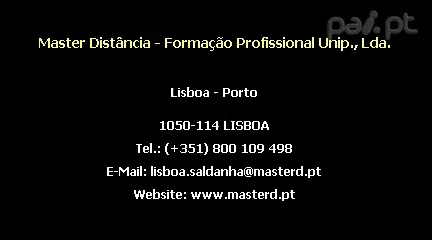 pai.pt
Master Distância - Formação Profissional Unip., Lda.
Lisboa - Porto
1050-114 LISBOA
Tel.: (+351) 800 109 498
E-Mail: lisboa.saldanha@masterd.pt
Website: www.masterd.pt